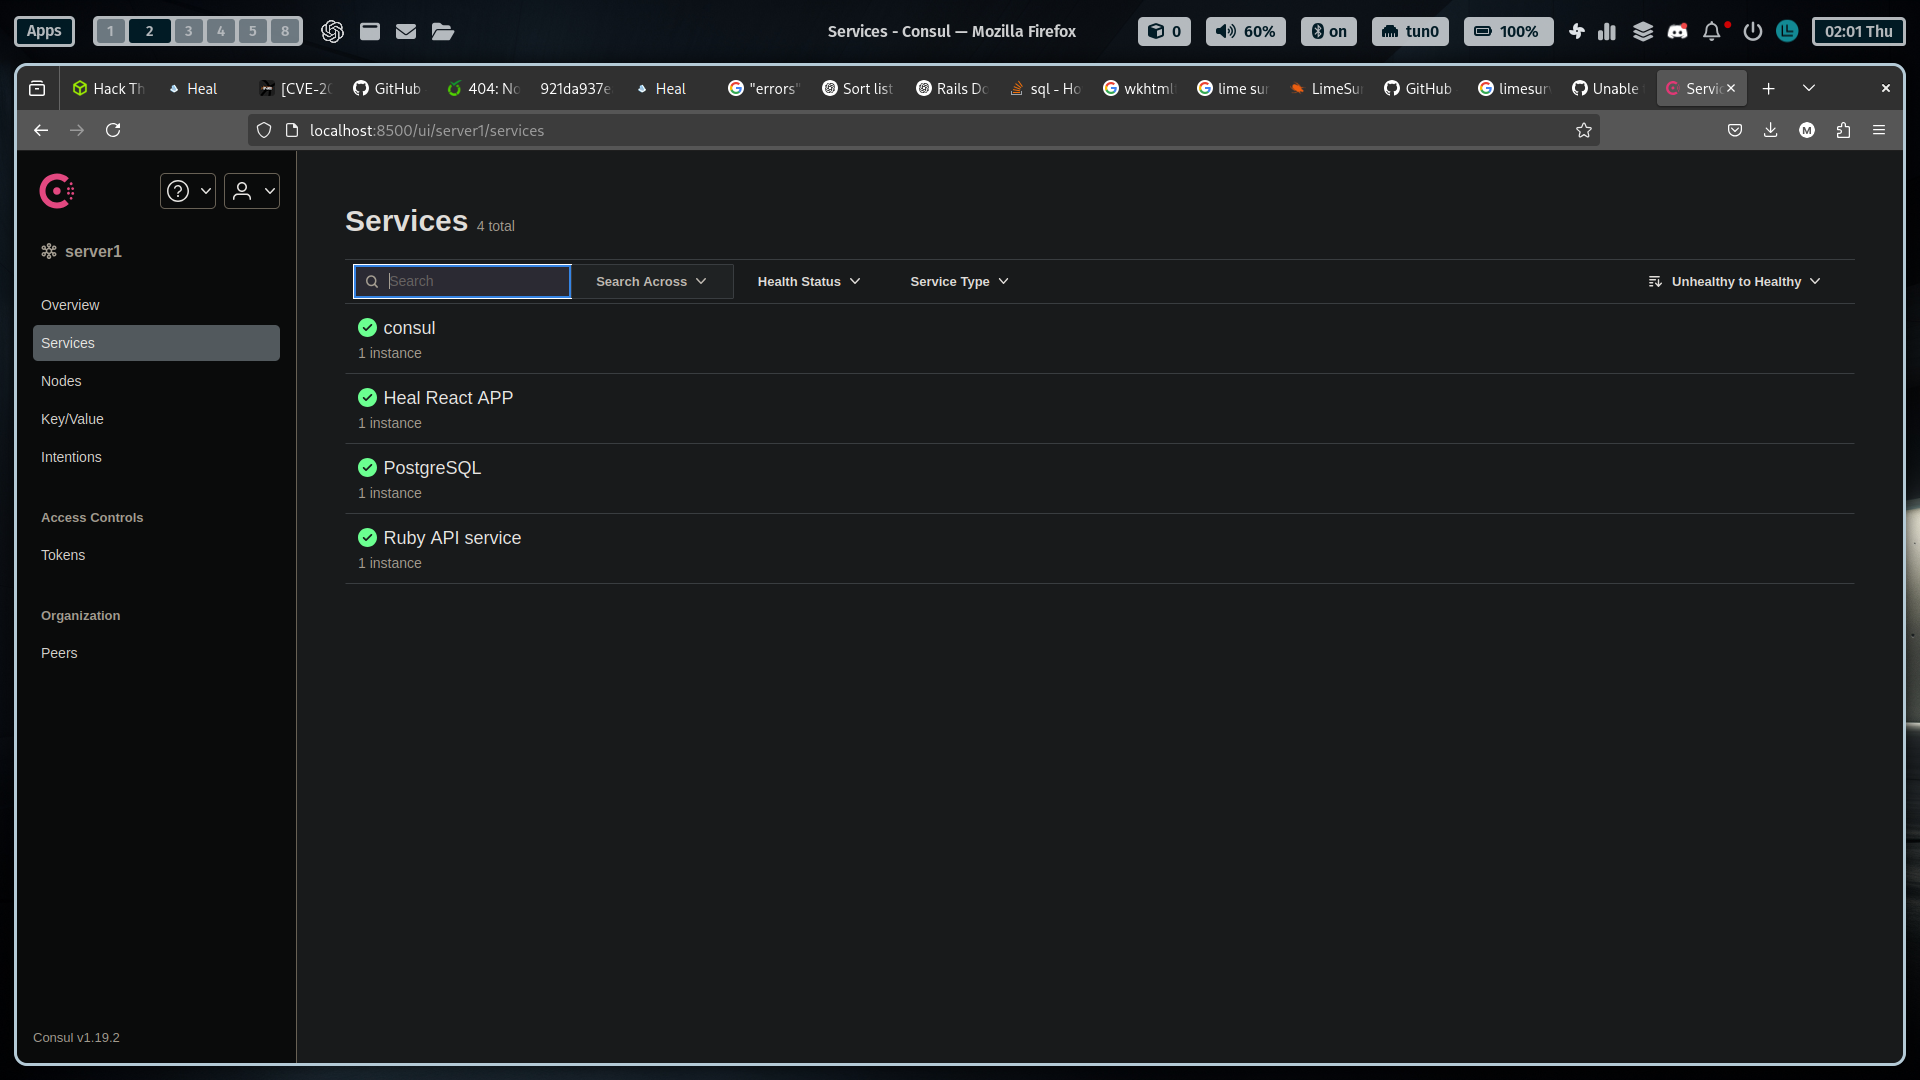 Apps
1
2
3
4
5
8
Services - Consul — Mozilla Firefox
0
60%
on
tun0
100%
02:01 Thu
Hack Th
Heal
[CVE-20
GitHub
404: No
921da937e
Heal
"errors"
Sort list
Rails Do
sql - Ho
wkhtml
lime sur
LimeSur
GitHub
limesurv
Unable
Servic
localhost:8500/ui/server1/services
M
server1
Overview
Services
Nodes
Key/Value
Intentions
Access Controls
Tokens
Organization
Peers
Consul v1.19.2
Services 4 total
Search
Search Across
Health Status
Service Type
Unhealthy to Healthy
consul
1 instance
Heal React APP
1 instance
PostgreSQL
1 instance
Ruby API service
1 instance